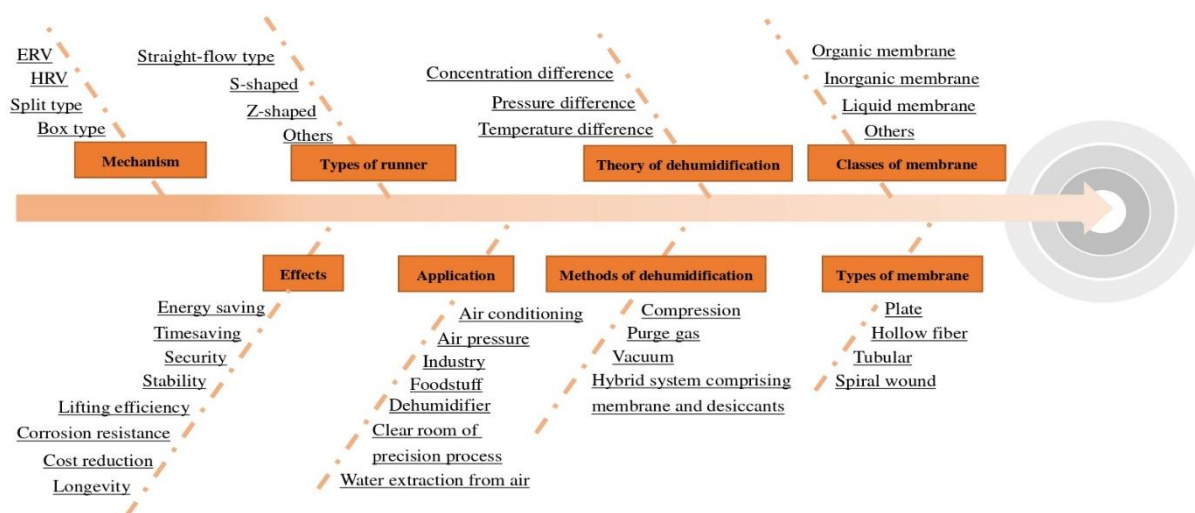 ERV
HRV
Split type
Box type
Mechanism
Straight-flow type
S-shaped
Z-shaped
Others
Types of runner
Concentration difference
Pressure difference
Temperature difference
Theory of dehumidification
Organic membrane
Inorganic membrane
Liquid membrane
Others
Classes of membrane
Effects
Energy saving
Timesaving
Security
Stability
Lifting efficiency
Corrosion resistance
Cost reduction
Longevity
Application
Air conditioning
Air pressure
Industry
Foodstuff
Dehumidifier
Clear room of
precision process
Water extraction from air
Methods of dehumidification
Compression
Purge gas
Vacuum
Hybrid system comprising
membrane and desiccants
Types of membrane
Plate
Hollow fiber
Tubular
Spiral wound